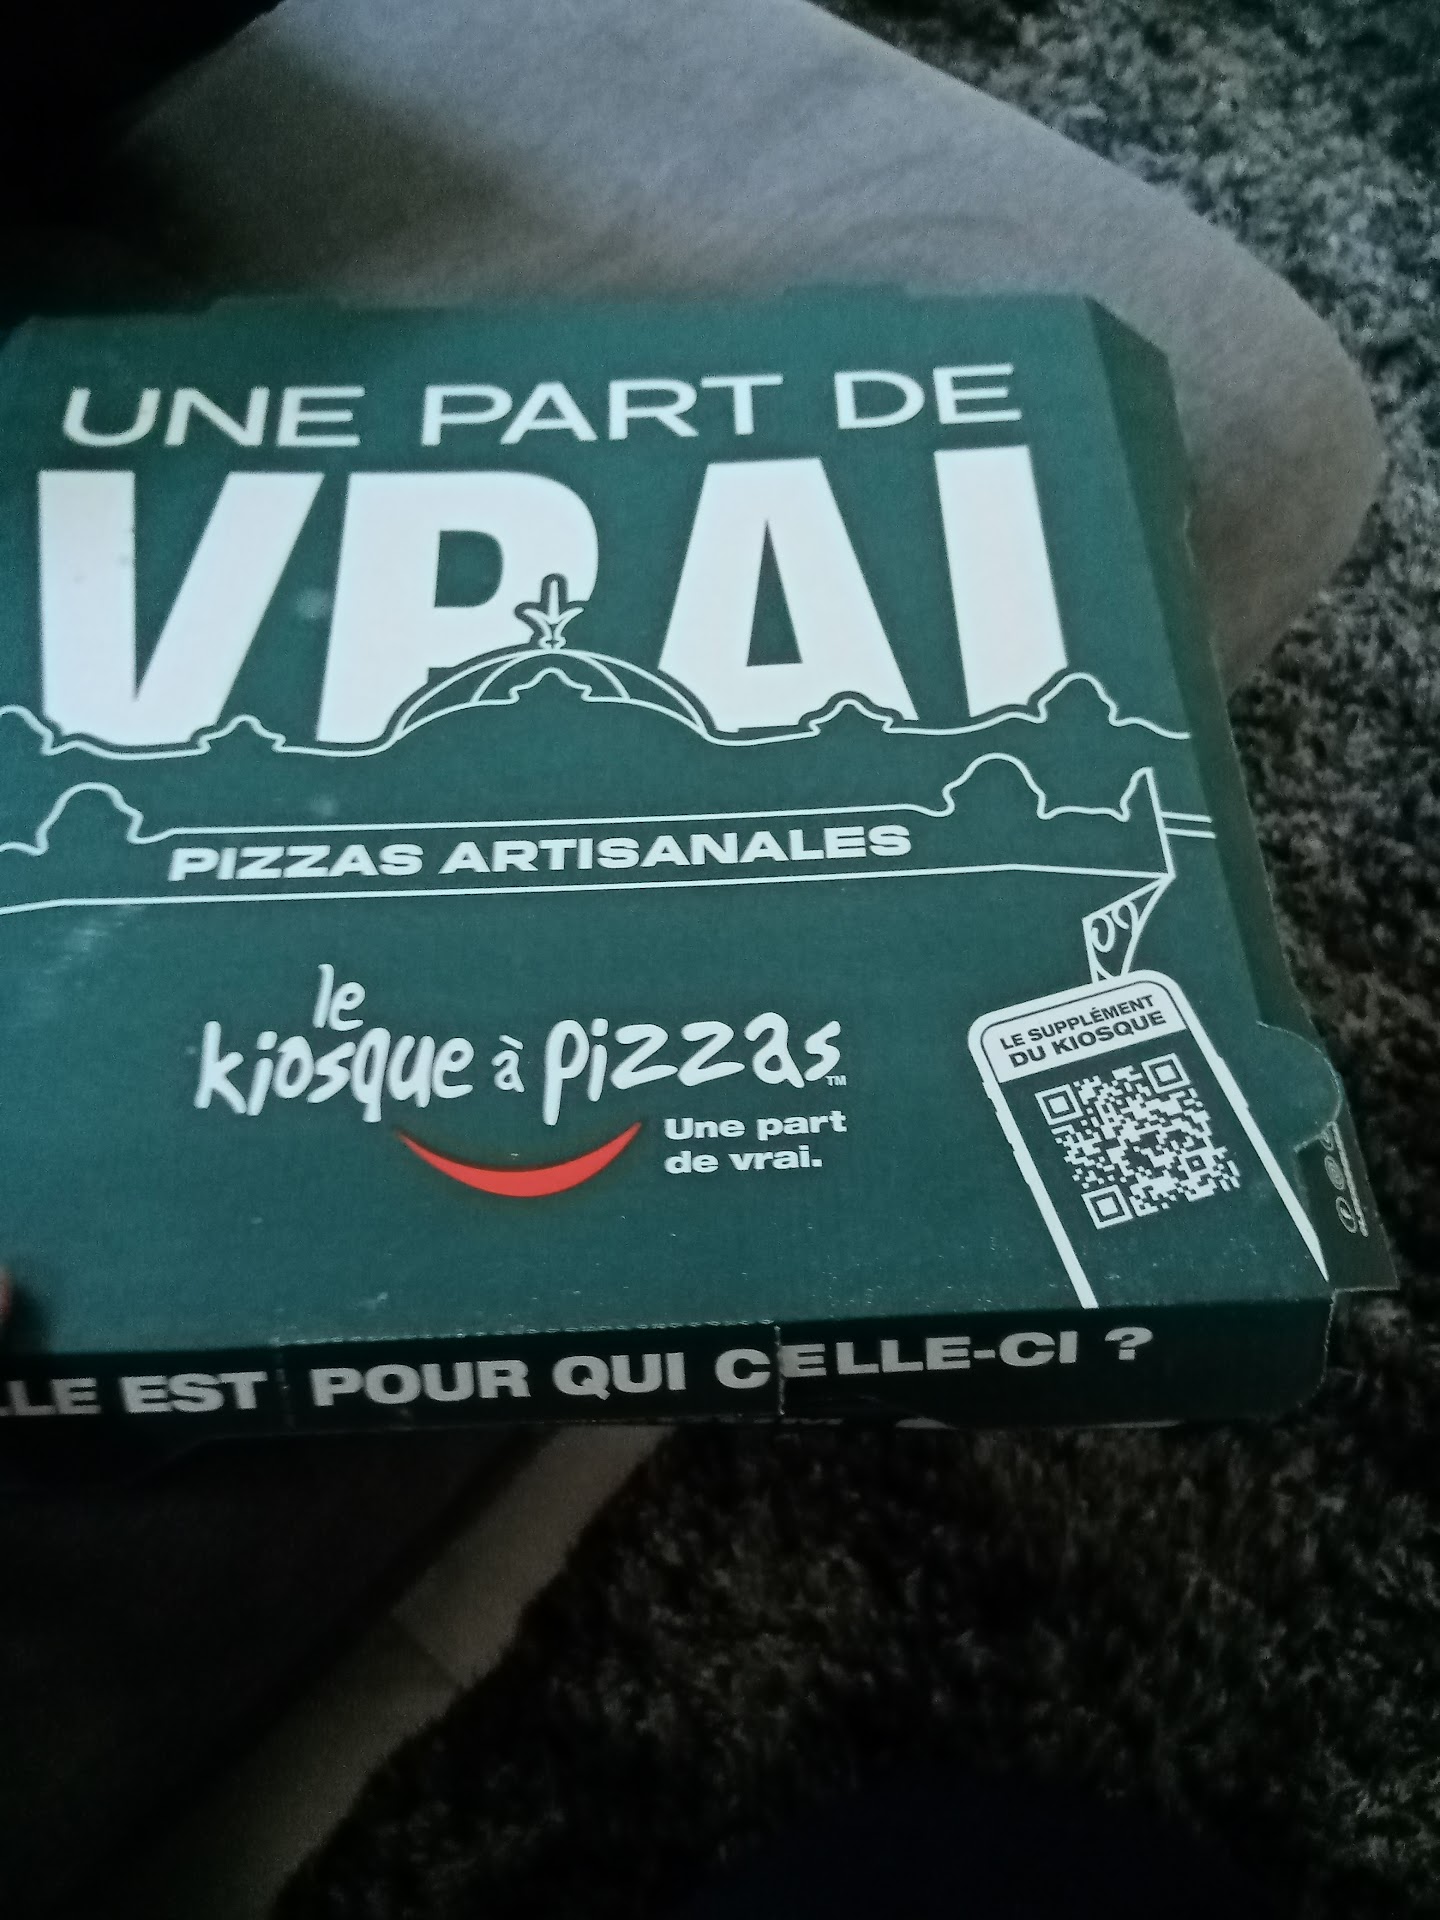 UNE PART DE
VRAI
PIZZAS ARTISANALES
le
kiosque à pizzas
TM
Une part
de vrai.
LE SUPPLÉMENT
DU KIOSQUE
EST POUR QUI CELLE-CI ?